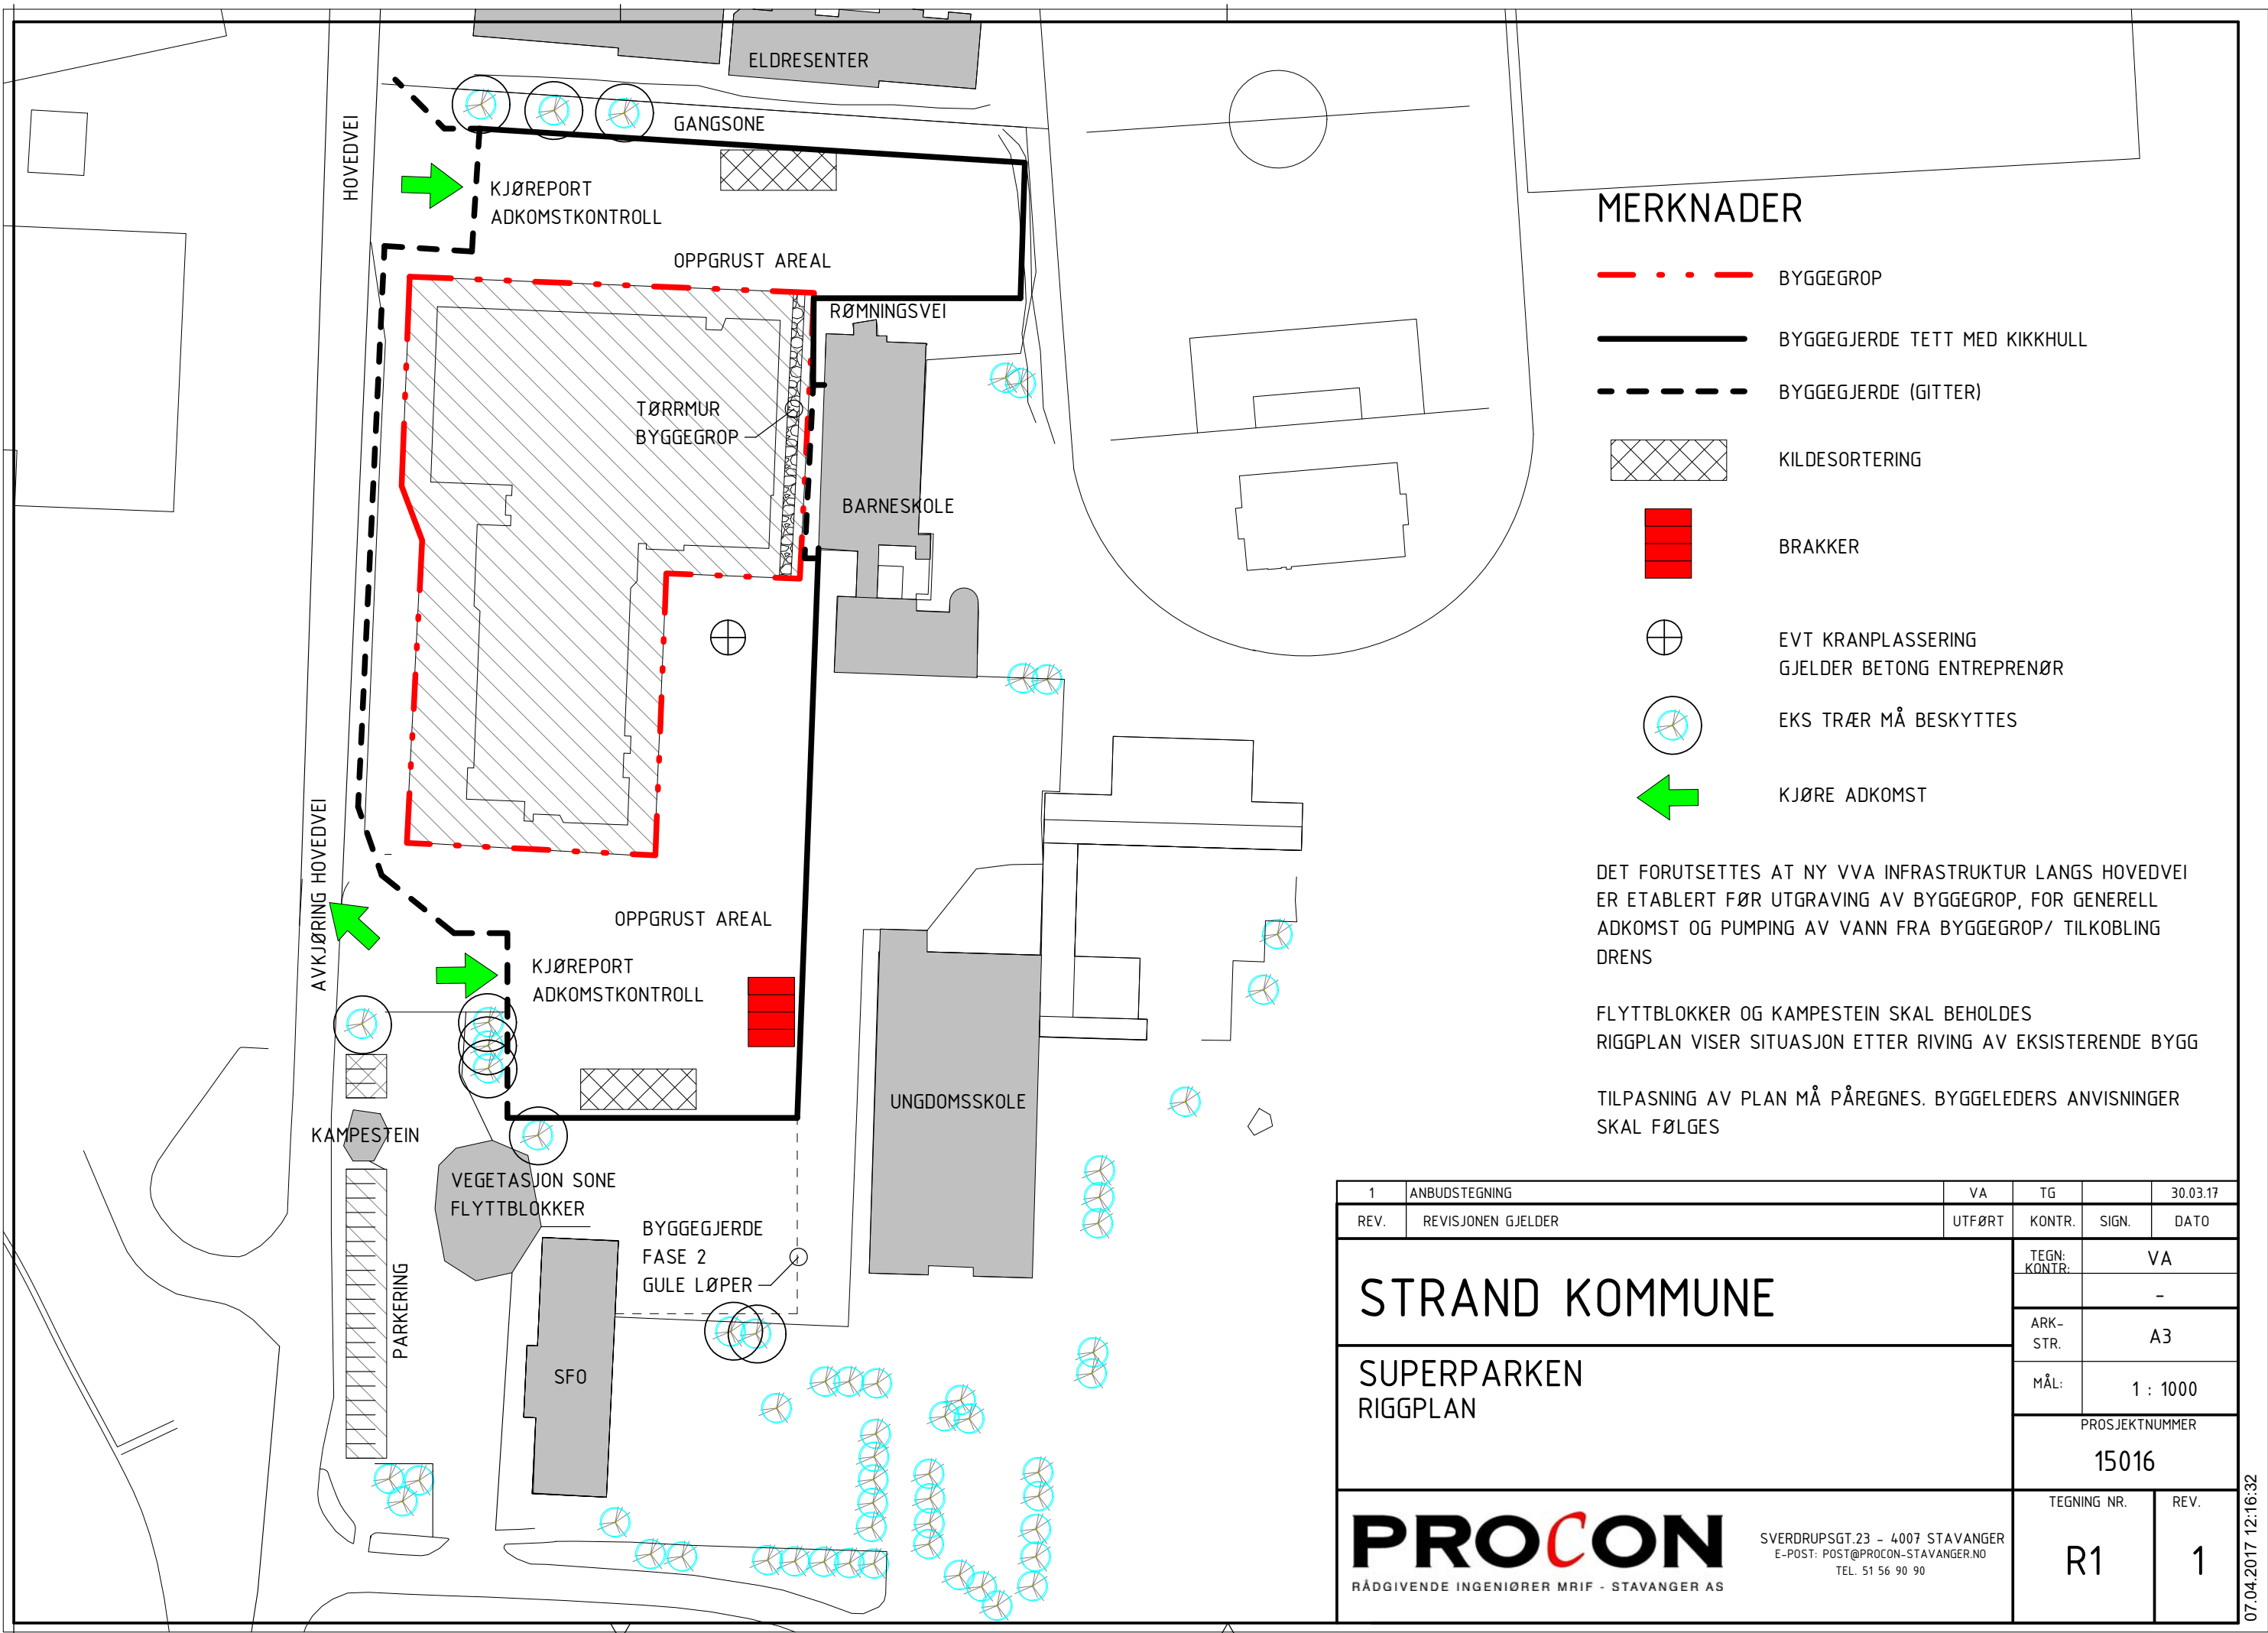 ELDRESENTER
GANGSONE
HOVEDVEI
KJØREPORT
ADKOMSTKONTROLL
OPPGRUST AREAL
RØMNINGSVEI
TØRRMUR
BYGGEGROP
BARNESKOLE
AVKJØRING HOVEDVEI
OPPGRUST AREAL
KJØREPORT
ADKOMSTKONTROLL
UNGDOMSSKOLE
KAMPESTEIN
VEGETASJON SONE
FLYTTBLOKKER
BYGGEGJERDE
FASE 2
GULE LØPER
PARKERING
SFO
MERKNADER
BYGGEGROP
BYGGEGJERDE TETT MED KIKKHULL
BYGGEGJERDE (GITTER)
KILDESORTERING
BRAKKER
EVT KRANPLASSERING
GJELDER BETONG ENTREPRENØR
EKS TRÆR MÅ BESKYTTES
KJØRE ADKOMST
DET FORUTSETTES AT NY VVA INFRASTRUKTUR LANGS HOVEDVEI
ER ETABLERT FØR UTGRAVING AV BYGGEGROP, FOR GENERELL
ADKOMST OG PUMPING AV VANN FRA BYGGEGROP/ TILKOBLING
DRENS
FLYTTBLOKKER OG KAMPESTEIN SKAL BEHOLDES
RIGGPLAN VISER SITUASJON ETTER RIVING AV EKSISTERENDE BYGG
TILPASNING AV PLAN MÅ PÅREGNES. BYGGELEDERS ANVISNINGER
SKAL FØLGES
1 ANBUDSTEGNING VA TG 30.03.17
REV. REVISJONEN GJELDER UTFØRT KONTR. SIGN. DATO
STRAND KOMMUNE
TEGN: VA
KONTR: -
ARK-
STR. A3
SUPERPARKEN
RIGGPLAN
MÅL: 1 : 1000
PROSJEKTNUMMER
15016
PROCON
RÅDGIVENDE INGENIØRER MRIF - STAVANGER AS
SVERDRUPSGT.23 - 4007 STAVANGER
E-POST: POST@PROCON-STAVANGER.NO
TEL. 51 56 90 90
TEGNING NR. REV.
R1 1
07.04.2017 12:16:32